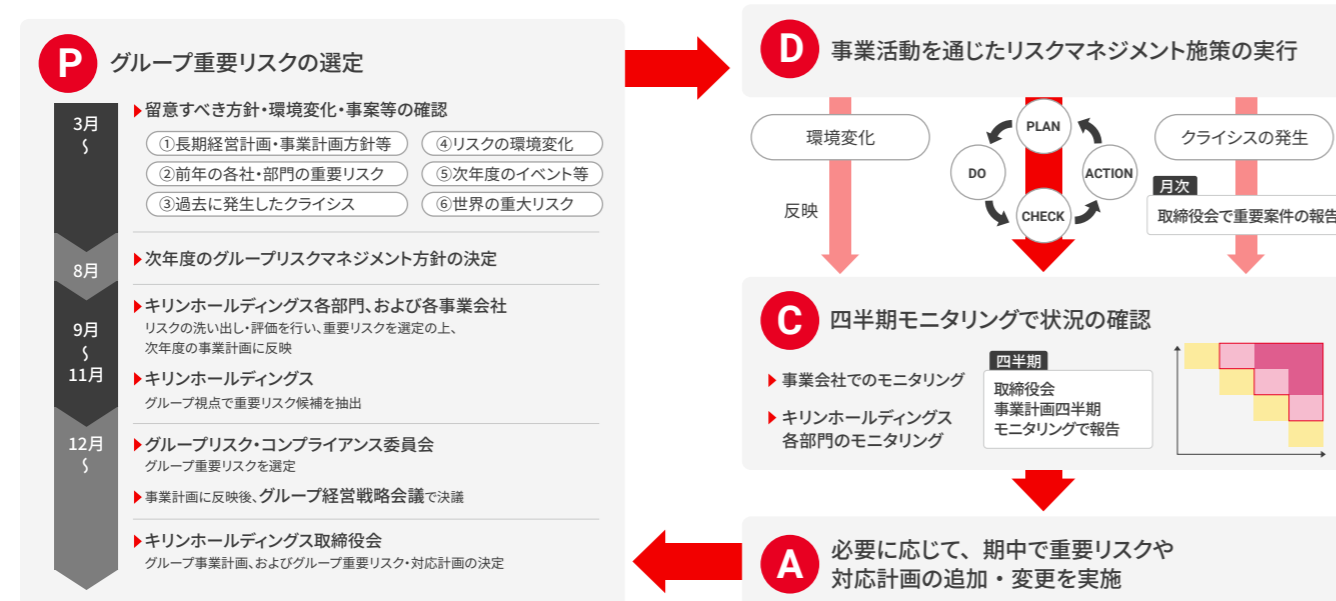 P グループ重要リスクの選定
3月
〜
▶留意すべき方針・環境変化・事案等の確認
①長期経営計画・事業計画方針等
②前年の各社・部門の重要リスク
③過去に発生したクライシス
④リスクの環境変化
⑤次年度のイベント等
⑥世界の重大リスク
8月
▶次年度のグループリスクマネジメント方針の決定
9月
〜
11月
▶キリンホールディングス各部門、および各事業会社
リスクの洗い出し・評価を行い、重要リスクを選定の上、
次年度の事業計画に反映
▶キリンホールディングス
グループ視点で重要リスク候補を抽出
12月
〜
▶グループリスク・コンプライアンス委員会
グループ重要リスクを選定
▶事業計画に反映後、グループ経営戦略会議で決議
▶キリンホールディングス取締役会
グループ事業計画、およびグループ重要リスク・対応計画の決定
D 事業活動を通じたリスクマネジメント施策の実行
環境変化
反映
PLAN
DO
ACTION
CHECK
クライシスの発生
月次
取締役会で重要案件の報告
C 四半期モニタリングで状況の確認
▶事業会社でのモニタリング
▶キリンホールディングス
各部門のモニタリング
四半期
取締役会
事業計画四半期
モニタリングで報告
A 必要に応じて、期中で重要リスクや
対応計画の追加・変更を実施